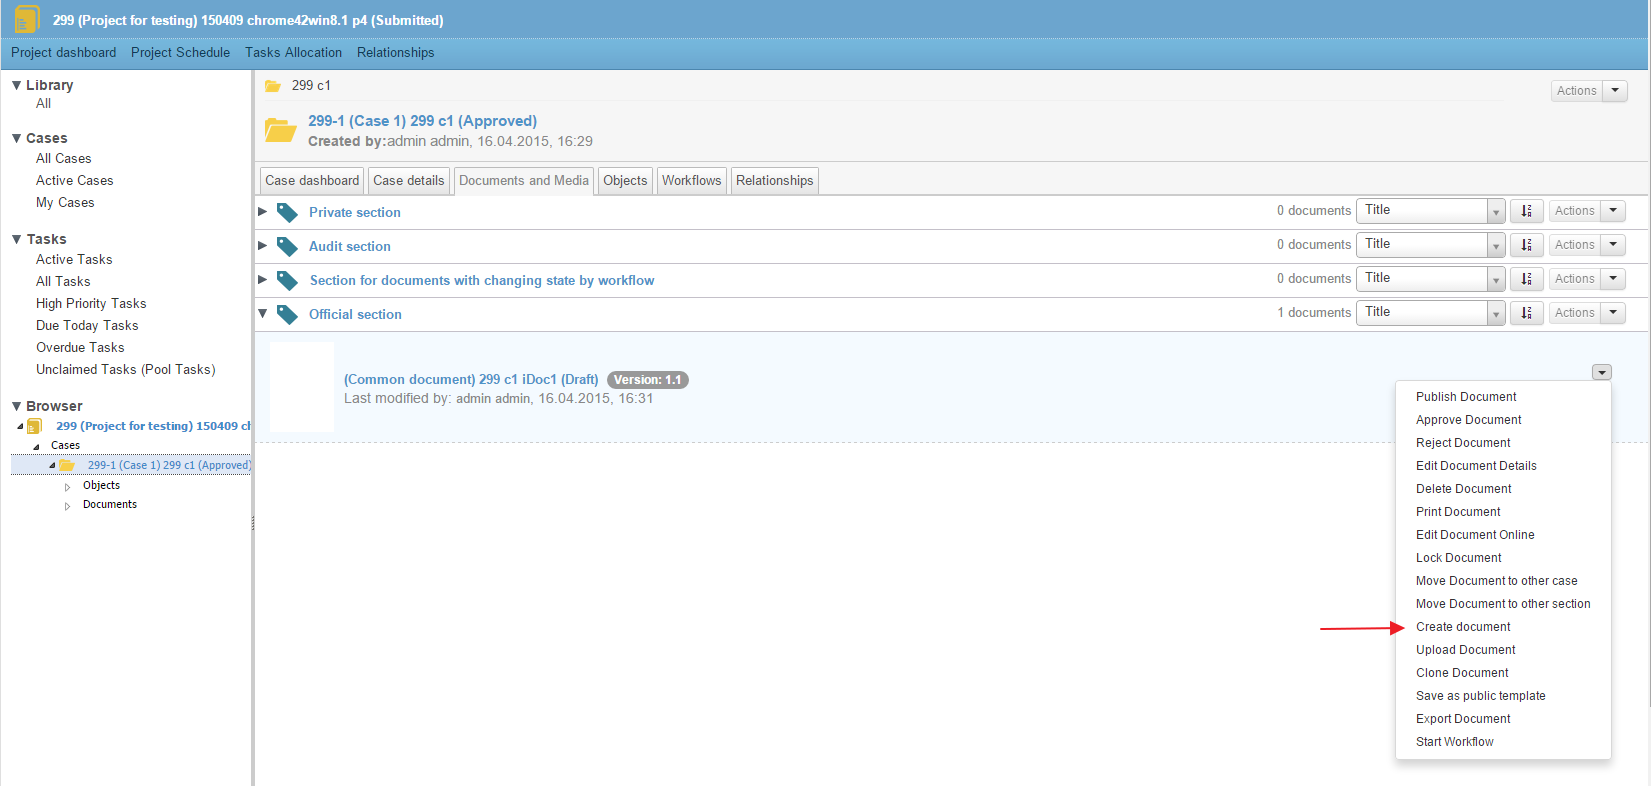 299 (Project for testing) 150409 chrome42win8.1 p4 (Submitted)
Project dashboard Project Schedule Tasks Allocation Relationships
Library
All
Cases
All Cases
Active Cases
My Cases
Tasks
Active Tasks
All Tasks
High Priority Tasks
Due Today Tasks
Overdue Tasks
Unclaimed Tasks (Pool Tasks)
Browser
299 (Project for testing) 150409 cl
Cases
299-1 (Case 1) 299 c1 (Approved)
Objects
Documents
299 c1
Actions
299-1 (Case 1) 299 c1 (Approved)
Created by:admin admin, 16.04.2015, 16:29
Case dashboard Case details Documents and Media Objects Workflows Relationships
Private section 0 documents Title Actions
Audit section 0 documents Title Actions
Section for documents with changing state by workflow 0 documents Title Actions
Official section 1 documents Title Actions
(Common document) 299 c1 iDoc1 (Draft) Version: 1.1
Last modified by: admin admin, 16.04.2015, 16:31
Publish Document
Approve Document
Reject Document
Edit Document Details
Delete Document
Print Document
Edit Document Online
Lock Document
Move Document to other case
Move Document to other section
Create document
Upload Document
Clone Document
Save as public template
Export Document
Start Workflow